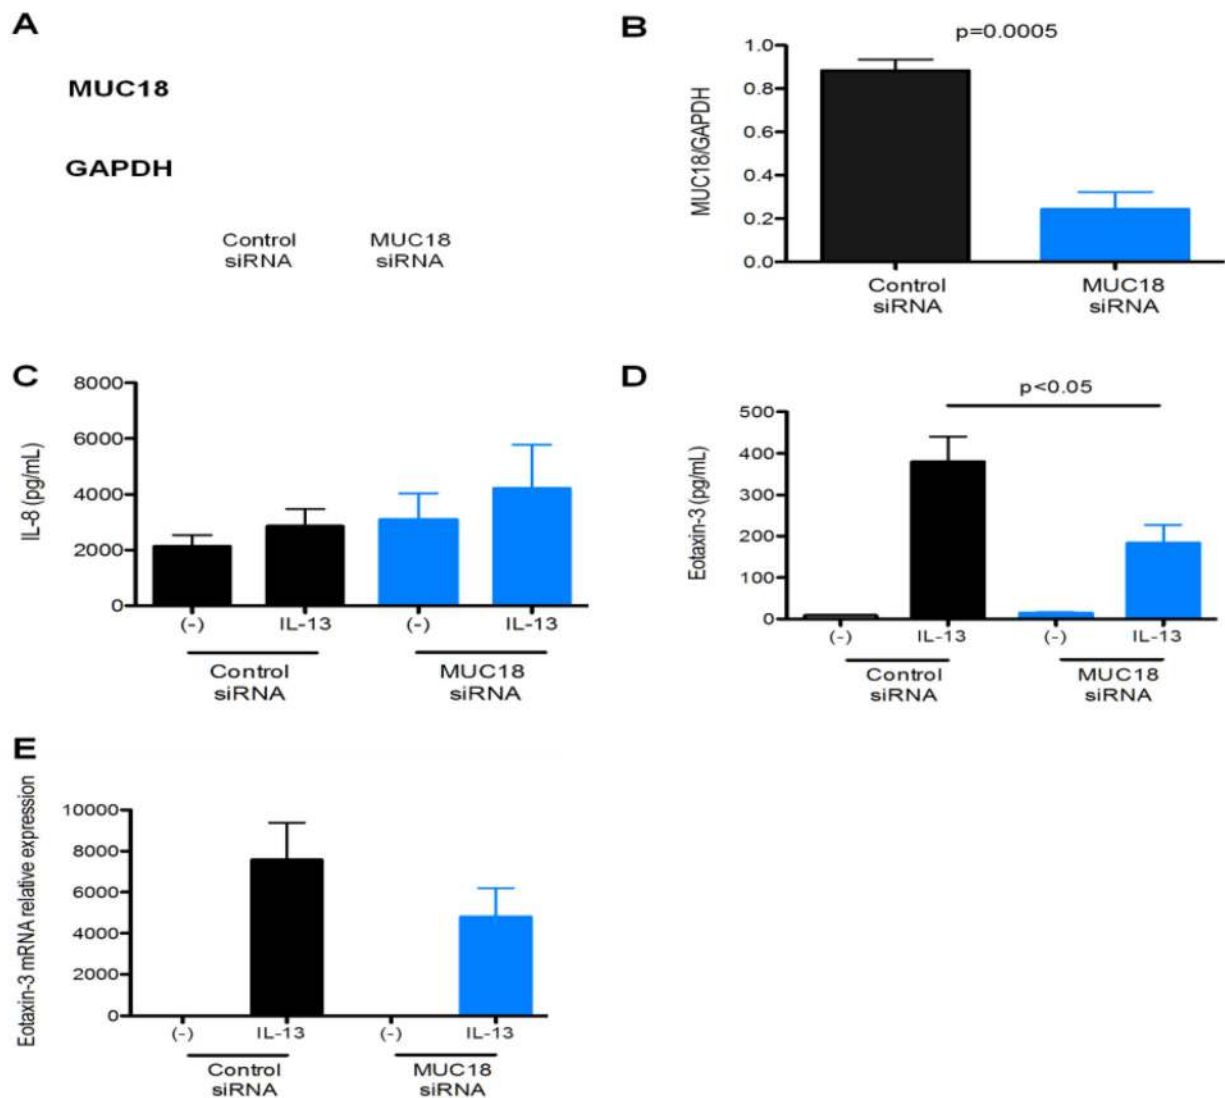 A
MUC18
GAPDH
Control siRNA
MUC18 siRNA
B
p=0.0005
MUC18/GAPDH
1.0
0.8
0.6
0.4
0.2
0.0
Control siRNA
MUC18 siRNA
C
IL-8 (pg/mL)
8000
6000
4000
2000
0
(-) IL-13 (-) IL-13
Control siRNA
MUC18 siRNA
D
p<0.05
Eotaxin-3 (pg/mL)
500
400
300
200
100
0
(-) IL-13 (-) IL-13
Control siRNA
MUC18 siRNA
E
Eotaxin-3 mRNA relative expression
10000
8000
6000
4000
2000
0
(-) IL-13 (-) IL-13
Control siRNA
MUC18 siRNA